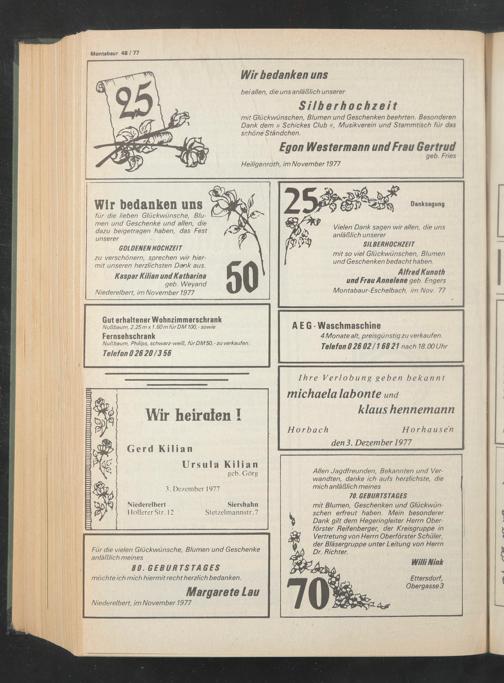 Montabaur 48/77
25
Wir bedanken uns
bei allen, die uns anläßlich unserer
Silberhochzeit
mit Glückwünschen, Blumen und Geschenken beehrten. Besonderen
Dank dem » Schickes Club «, Musikverein und Stammtisch für das
schöne Ständchen.
Egon Westermann und Frau Gertrud
geb. Fries
Heiligenroth, im November 1977
Wir bedanken uns
für die lieben Glückwünsche, Blu-
men und Geschenke und allen, die
dazu beigetragen haben, das Fest
unserer
GOLDENEN HOCHZEIT
zu verschönern, sprechen wir hier-
mit unseren herzlichsten Dank aus.
Kaspar Kilian und Katharina
geb. Weyand
Niederelbert, im November 1977
50
25
Danksagung
Vielen Dank sagen wir allen, die uns
anläßlich unserer
SILBERHOCHZEIT
mit so viel Glückwünschen, Blumen
und Geschenken bedacht haben.
Alfred Kunoth
und Frau Annelene geb. Engers
Montabaur-Eschelbach, im Nov. 77
Gut erhaltener Wohnzimmerschrank
Nußbaum, 2.25 m x 1.60 m für DM 100,- sowie
Fernsehschrank
Nußbaum, Philips, schwarz-weiß, für DM 50,- zu verkaufen.
Telefon 0 26 20 / 3 56
AEG-Waschmaschine
4 Monate alt, preisgünstig zu verkaufen.
Telefon 0 26 02 / 1 68 21 nach 18.00 Uhr
Wir heiraten !
Gerd Kilian
Ursula Kilian
geb. Görg
3. Dezember 1977
Niederelbert
Hollerer Str. 12
Siershahn
Stetzelmannstr. 7
Ihre Verlobung geben bekannt
michaela labonte und
klaus hennemann
Horbach
Horhausen
den 3. Dezember 1977
Für die vielen Glückwünsche, Blumen und Geschenke
anläßlich meines
80. GEBURTSTAGES
möchte ich mich hiermit recht herzlich bedanken.
Margarete Lau
Niederelbert, im November 1977
Allen Jagdfreunden, Bekannten und Ver-
wandten, danke ich aufs herzlichste, die
mich anläßlich meines
70. GEBURTSTAGES
mit Blumen, Geschenken und Glückwün-
schen erfreut haben. Mein besonderer
Dank gilt dem Hegeringleiter Herrn Ober-
förster Reifenberger, der Kreisgruppe in
Vertretung von Herrn Oberförster Schüler,
der Bläsergruppe unter Leitung von Herrn
Dr. Richter.
Willi Nink
Ettersdorf,
Obergasse 3
70